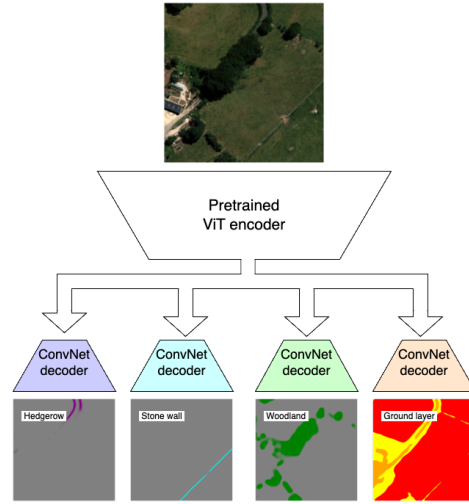 Pretrained
ViT encoder
ConvNet
decoder
ConvNet
decoder
ConvNet
decoder
ConvNet
decoder
Hedgerow
Stone wall
Woodland
Ground layer